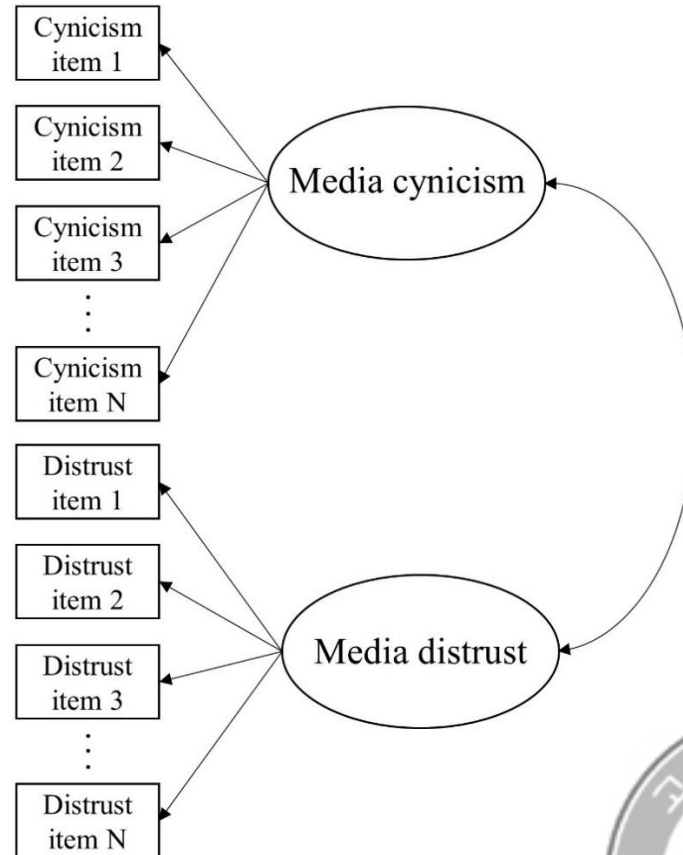 Cynicism
item 1
Cynicism
item 2
Cynicism
item 3
Cynicism
item N
Distrust
item 1
Distrust
item 2
Distrust
item 3
Distrust
item N
Media cynicism
Media distrust